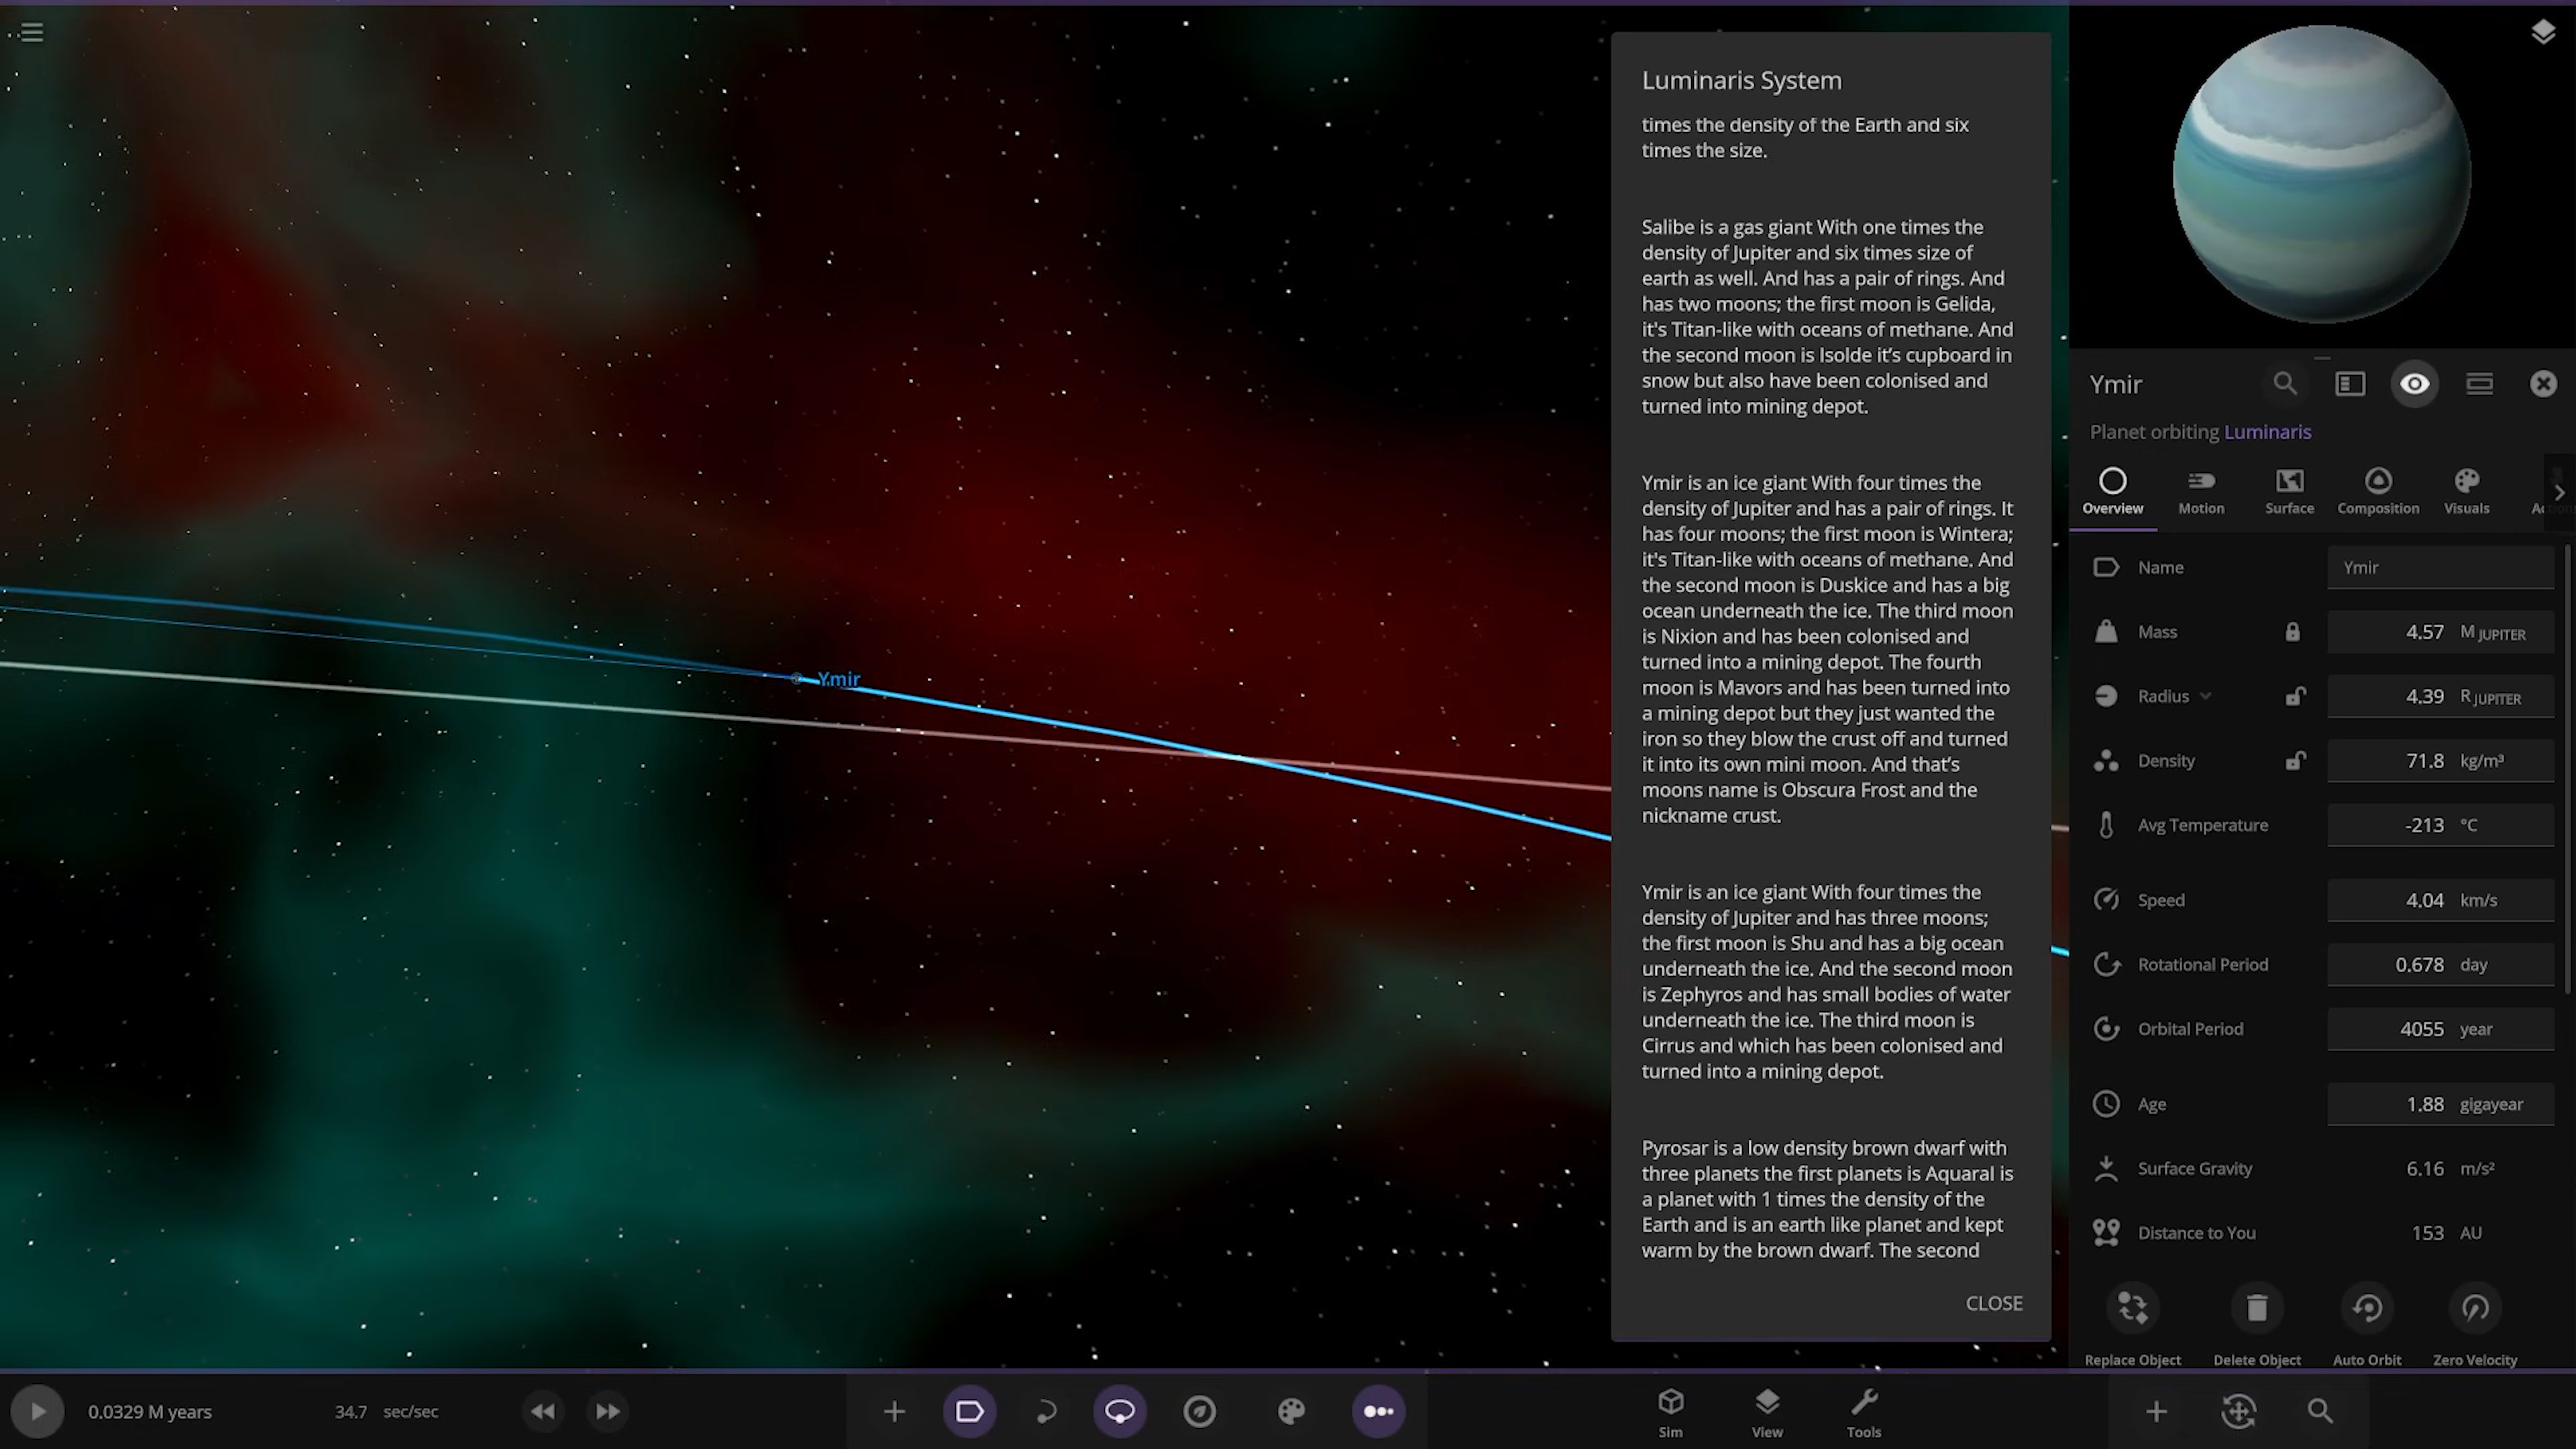 Luminaris System
times the density of the Earth and six
times the size.
Salibe is a gas giant With one times the
density of Jupiter and six times size of
earth as well. And has a pair of rings. And
has two moons; the first moon is Gelida,
it's Titan-like with oceans of methane. And
the second moon is Isolde it's cupboard in
snow but also have been colonised and
turned into mining depot.
Ymir is an ice giant With four times the
density of Jupiter and has a pair of rings. It
has four moons; the first moon is Wintera;
it's Titan-like with oceans of methane. And
the second moon is Duskice and has a big
ocean underneath the ice. The third moon
is Nixion and has been colonised and
turned into a mining depot. The fourth
moon is Mavors and has been turned into
a mining depot but they just wanted the
iron so they blow the crust off and turned
it into its own mini moon. And that's
moons name is Obscura Frost and the
nickname crust.
Ymir is an ice giant With four times the
density of Jupiter and has three moons;
the first moon is Shu and has a big ocean
underneath the ice. And the second moon
is Zephyros and has small bodies of water
underneath the ice. The third moon is
Cirrus and which has been colonised and
turned into a mining depot.
Pyrosar is a low density brown dwarf with
three planets the first planets is Aquaral is
a planet with 1 times the density of the
Earth and is an earth like planet and kept
warm by the brown dwarf. The second
CLOSE
Ymir
Ymir
Planet orbiting Luminaris
Overview Motion Surface Composition Visuals
Name Ymir
Mass 4.57 M JUPITER
Radius 4.39 R JUPITER
Density 71.8 kg/m³
Avg Temperature -213 °C
Speed 4.04 km/s
Rotational Period 0.678 day
Orbital Period 4055 year
Age 1.88 gigayear
Surface Gravity 6.16 m/s²
Distance to You 153 AU
Replace Object Delete Object Auto Orbit Zero Velocity
0.0329 M years 34.7 sec/sec
Sim View Tools